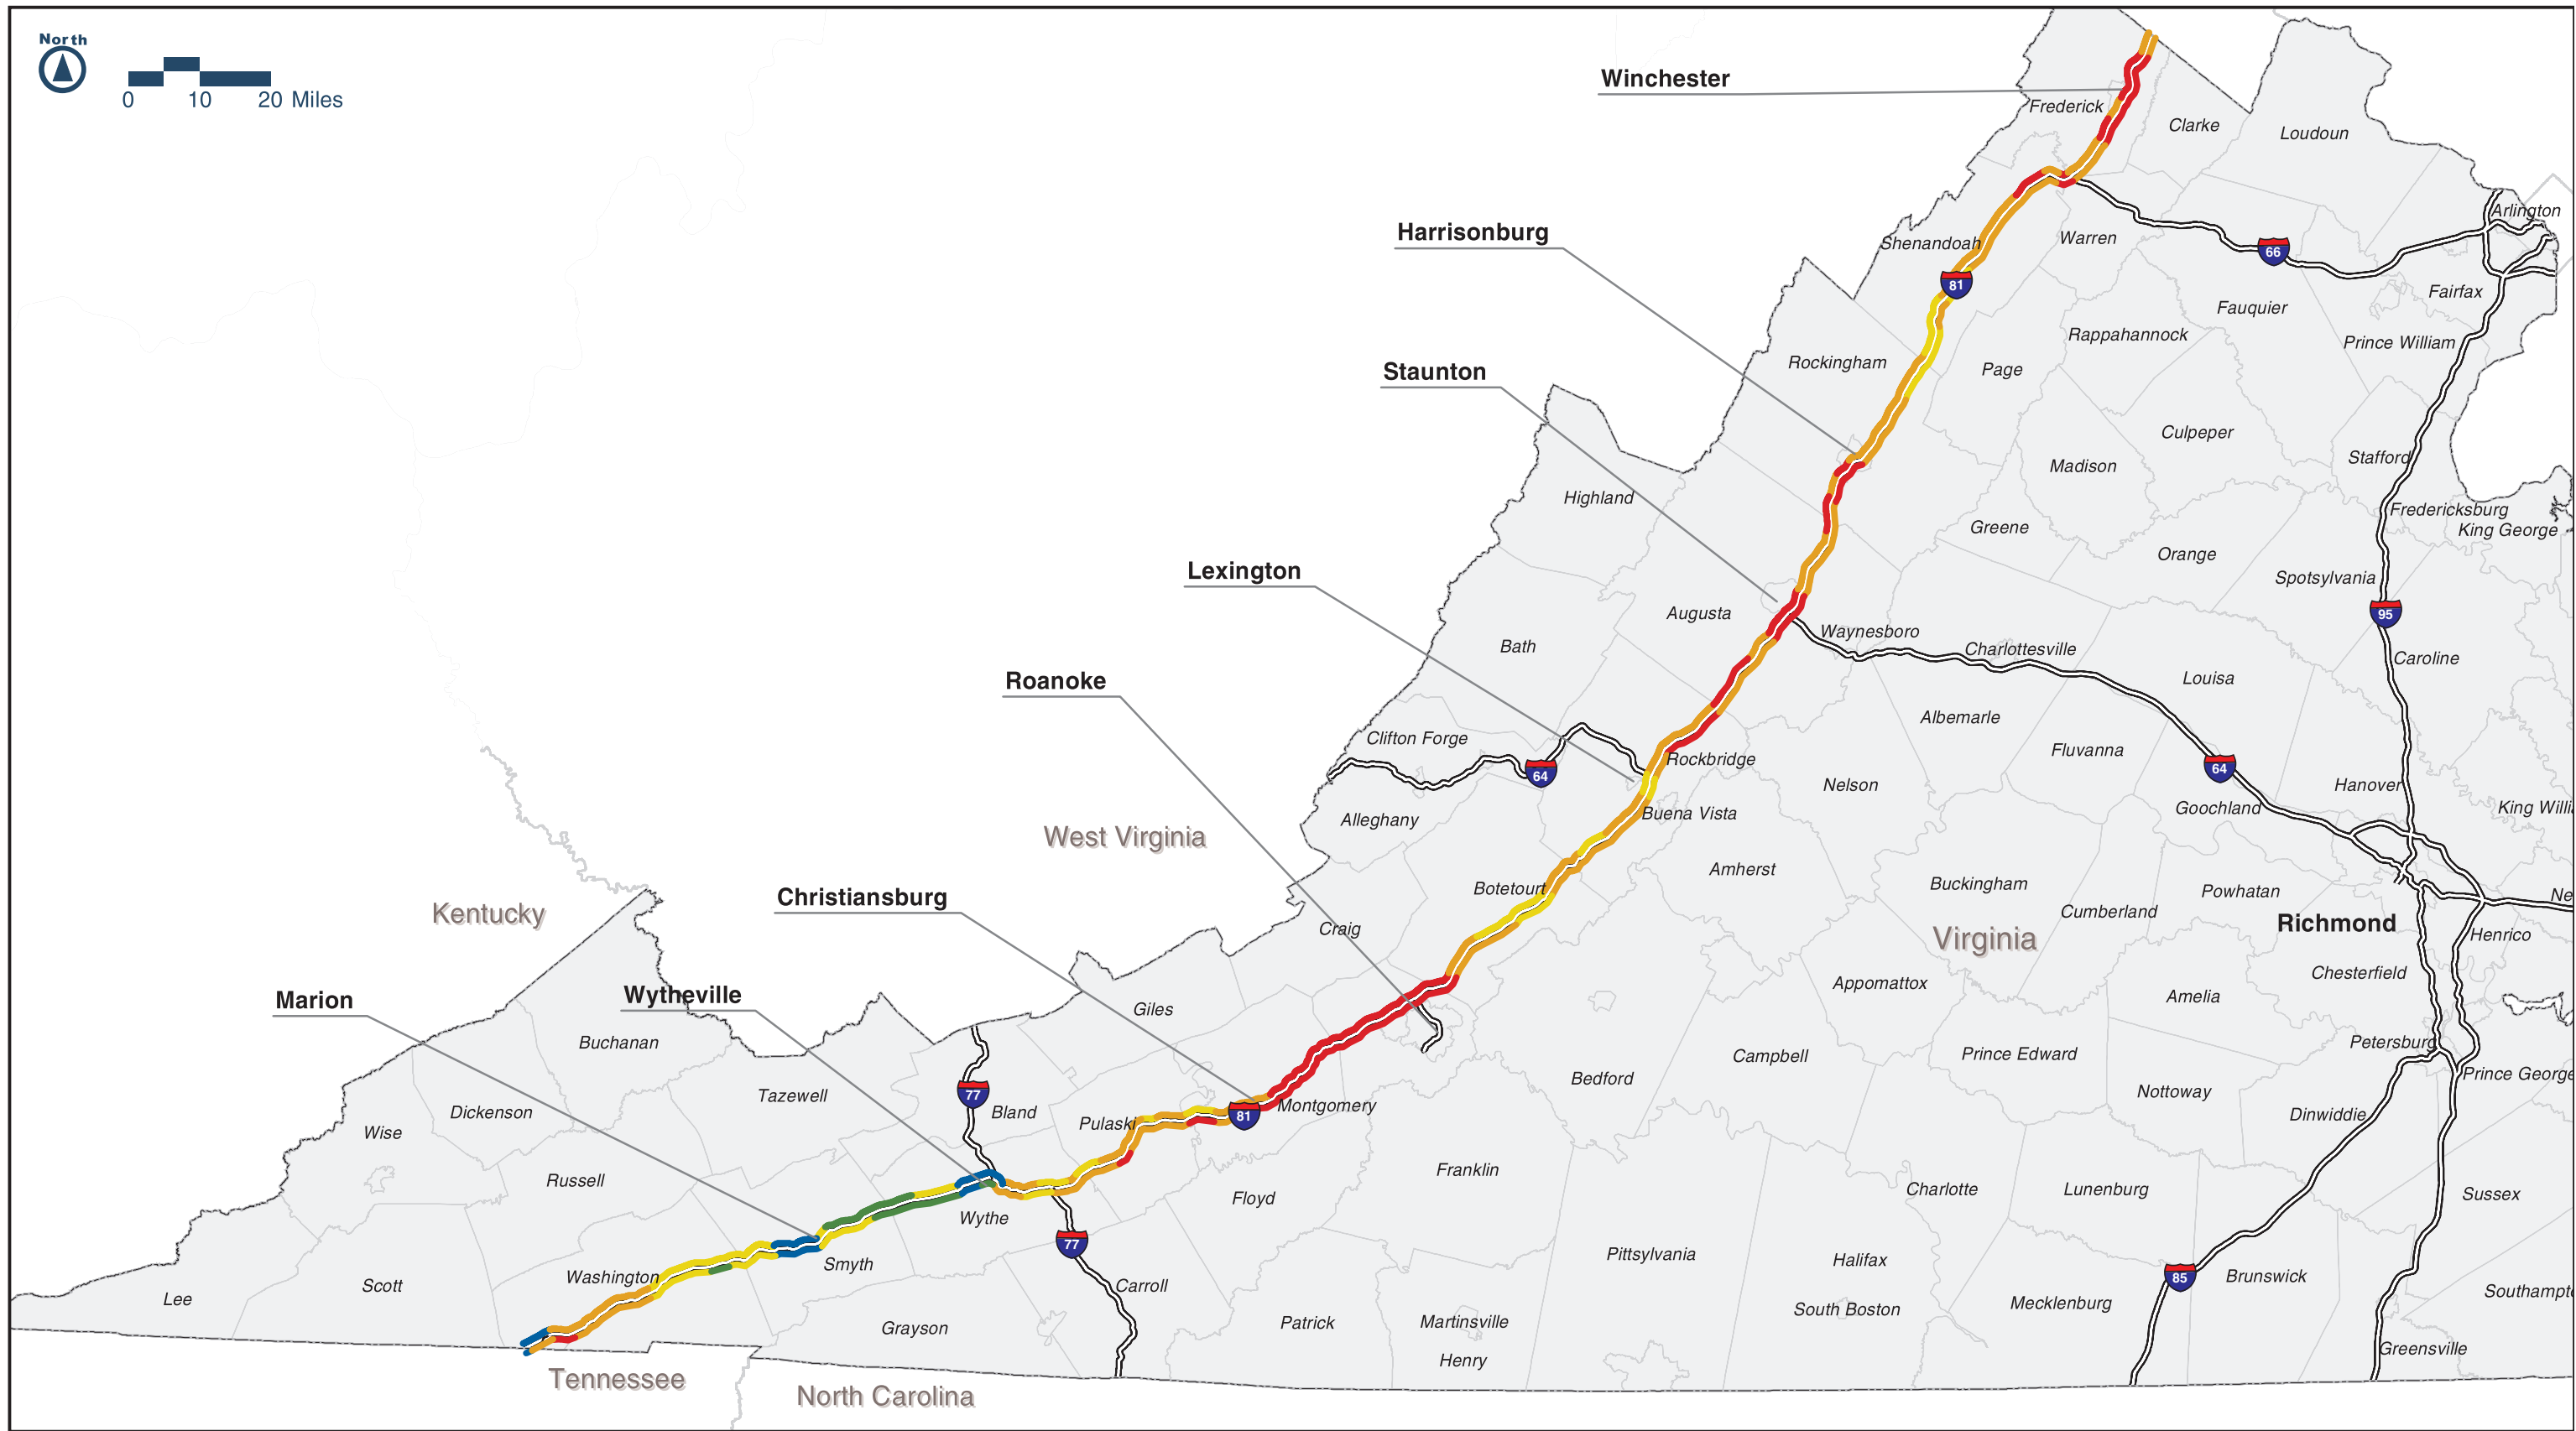 North
0 10 20 Miles
Winchester
Frederick
Clarke
Loudoun
Arlington
Harrisonburg
Shenandoah
Warren
66
81
Fairfax
Fauquier
Rappahannock
Prince William
Rockingham
Page
Staunton
Culpeper
Stafford
Madison
Highland
Fredericksburg
King George
Greene
Orange
Lexington
Spotsylvania
Augusta
95
Waynesboro
Bath
Charlottesville
Caroline
Roanoke
Louisa
Albemarle
Clifton Forge
Fluvanna
Rockbridge
64
64
Nelson
Hanover
Goochland
King Willi
Buena Vista
Alleghany
West Virginia
Amherst
Botetourt
Buckingham
Powhatan
Ne
Christiansburg
Kentucky
Cumberland
Richmond
Craig
Virginia
Henrico
Chesterfield
Appomattox
Wytheville
Amelia
Marion
Giles
Buchanan
Petersburg
Prince Edward
Campbell
Bedford
Prince George
Nottoway
Tazewell
77
Montgomery
Dickenson
Bland
81
Dinwiddie
Pulaski
Wise
Franklin
Russell
Charlotte
Lunenburg
Sussex
Floyd
Wythe
77
Pittsylvania
Halifax
Smyth
Washington
85
Brunswick
Scott
Carroll
Southampt
Lee
Mecklenburg
South Boston
Patrick
Martinsville
Grayson
Greensville
Henry
Tennessee
North Carolina